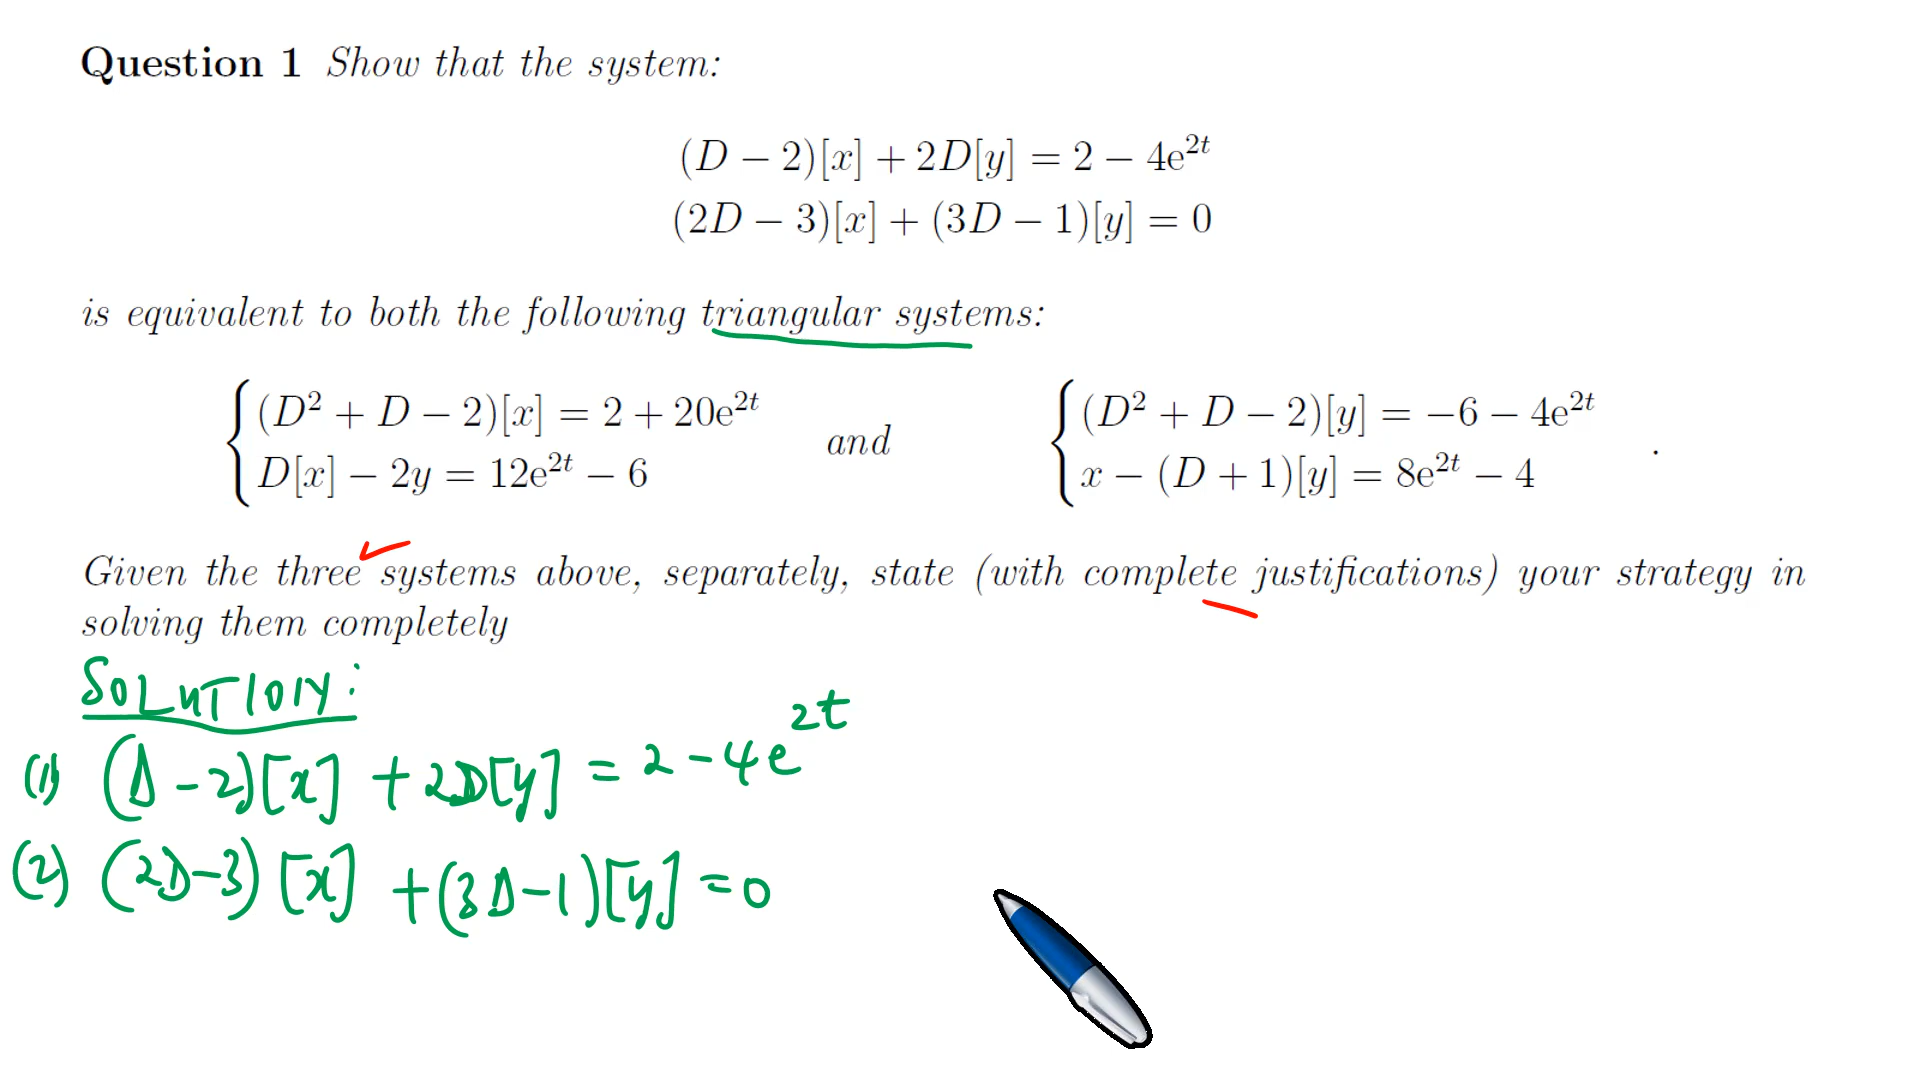 Question 1 Show that the system:
(D − 2)[x] + 2D[y] = 2 − 4e^{2t}
(2D − 3)[x] + (3D − 1)[y] = 0
is equivalent to both the following triangular systems:
{ (D² + D − 2)[x] = 2 + 20e^{2t}
D[x] − 2y = 12e^{2t} − 6
and
{ (D² + D − 2)[y] = −6 − 4e^{2t}
x − (D + 1)[y] = 8e^{2t} − 4
.
Given the three systems above, separately, state (with complete justifications) your strategy in
solving them completely
SOLUTION:
(1) (D − 2)[x] + 2D[y] = 2 − 4e^{2t}
(2) (2D − 3)[x] + (3D − 1)[y] = 0